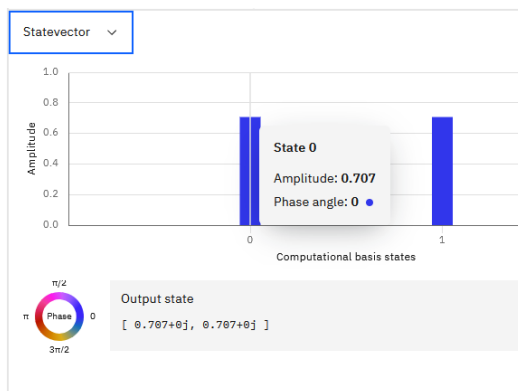 Statevector
1.0
0.8
0.6
0.4
0.2
0.0
Amplitude
State 0
Amplitude: 0.707
Phase angle: 0
0
1
Computational basis states
π/2
π
Phase
0
3π/2
Output state
[ 0.707+0j, 0.707+0j ]